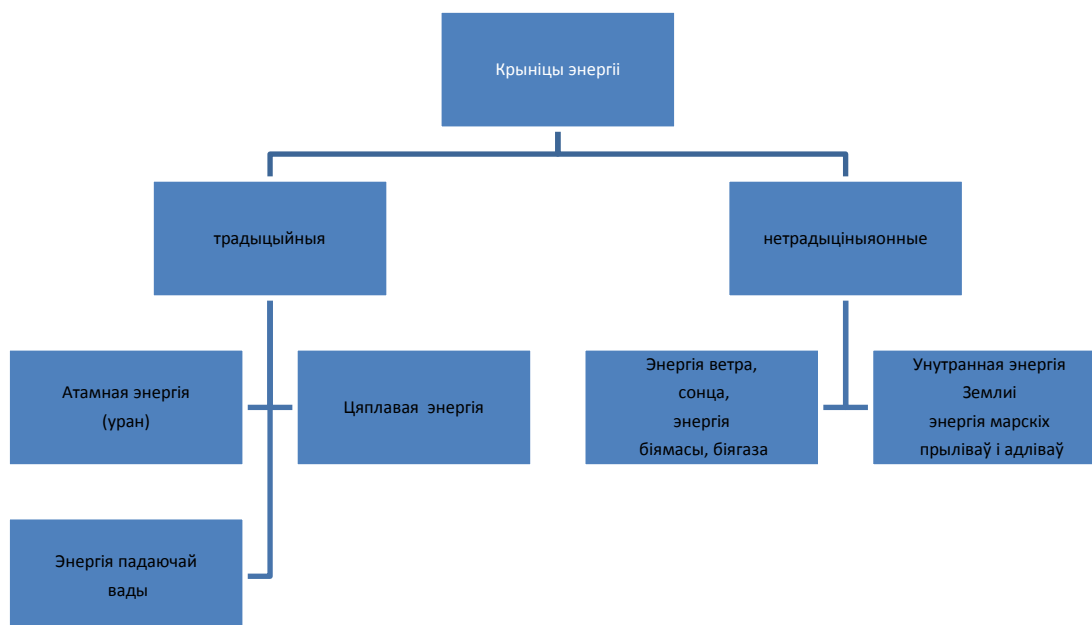 Крыніцы энергіі
традыцыйныя
нетрадыціныяонные
Атамная энергія
(уран)
Цяплавая  энергія
Энергія ветра,
сонца,
энергія
біямасы, біягаза
Унутранная энергія
Землиі
энергія марскіх
прыліваў і адліваў
Энергія падаючай
вады